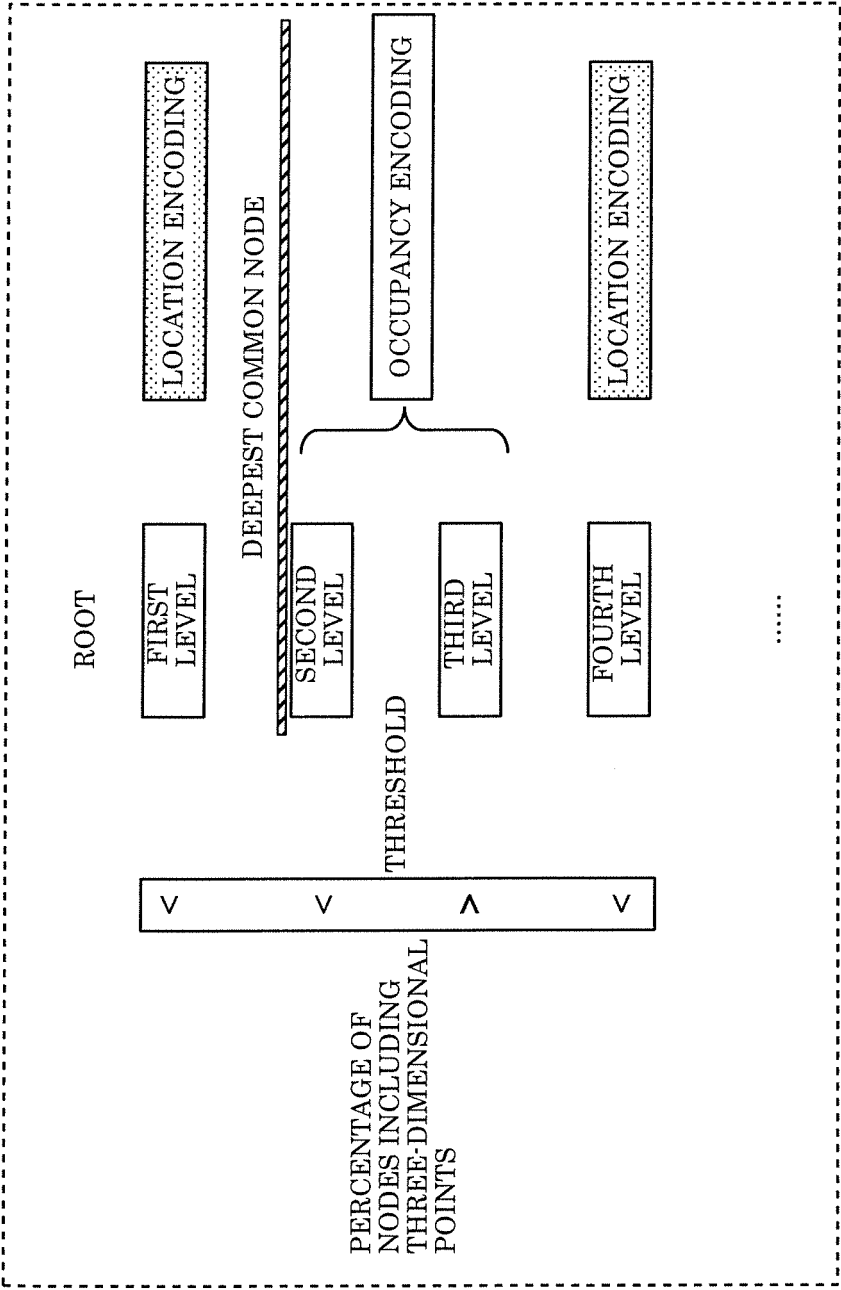 ROOT
<
FIRST
LEVEL
LOCATION ENCODING
DEEPEST COMMON NODE
<
SECOND
LEVEL
PERCENTAGE OF
NODES INCLUDING
THREE-DIMENSIONAL
POINTS
THRESHOLD
OCCUPANCY ENCODING
>
THIRD
LEVEL
<
FOURTH
LEVEL
LOCATION ENCODING
......